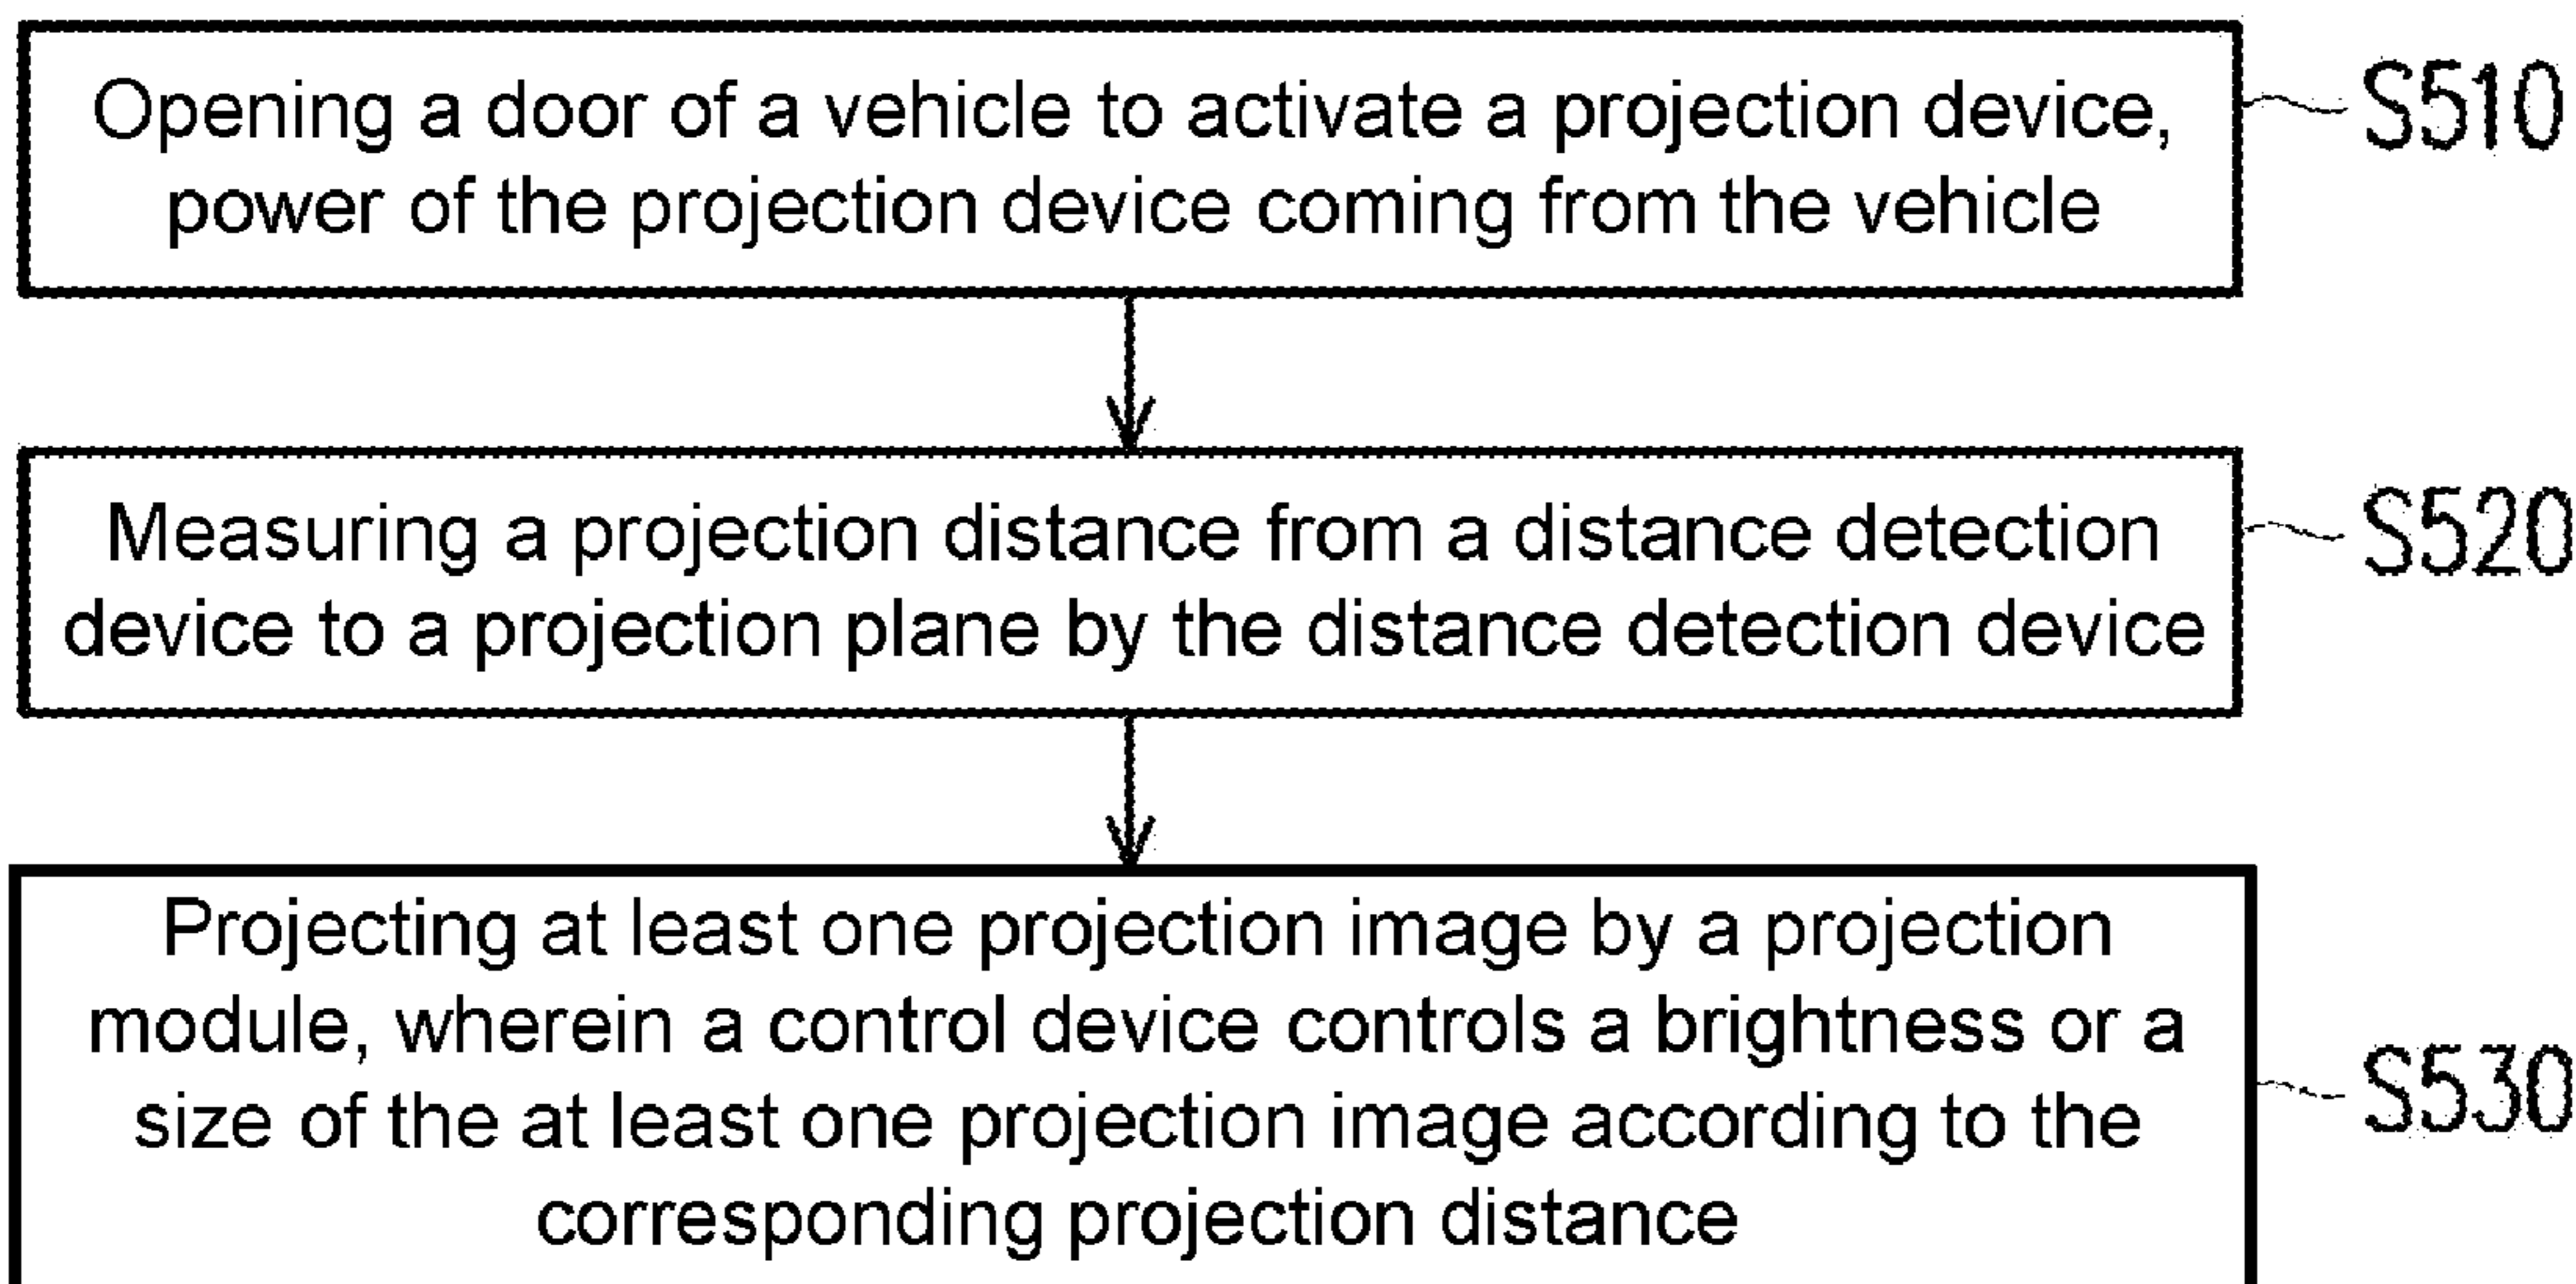 Opening a door of a vehicle to activate a projection device,
power of the projection device coming from the vehicle
S510
Measuring a projection distance from a distance detection
device to a projection plane by the distance detection device
S520
Projecting at least one projection image by a projection
module, wherein a control device controls a brightness or a
size of the at least one projection image according to the
corresponding projection distance
S530